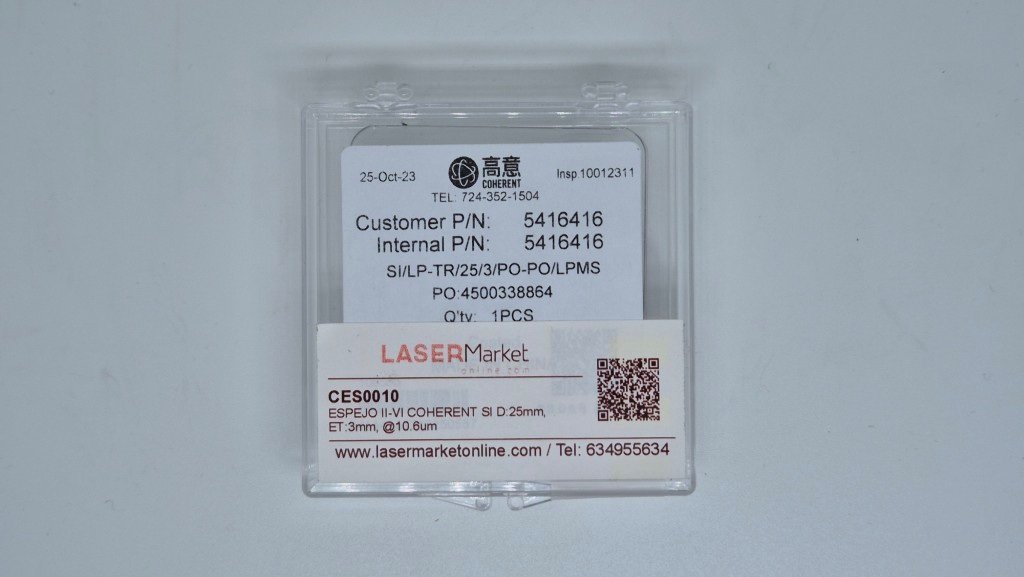 25-Oct-23
高意
COHERENT
Insp 10012311
TEL: 724-352-1504
Customer P/N: 5416416
Internal P/N: 5416416
SI/LP-TR/25/3/PO-PO/LPMS
PO:4500338864
Q'ty: 1PCS
LASERMarket
online.com
CES0010
ESPEJO II-VI COHERENT SI D:25mm,
ET:3mm, @10.6um
www.lasermarketonline.com / Tel: 634955634